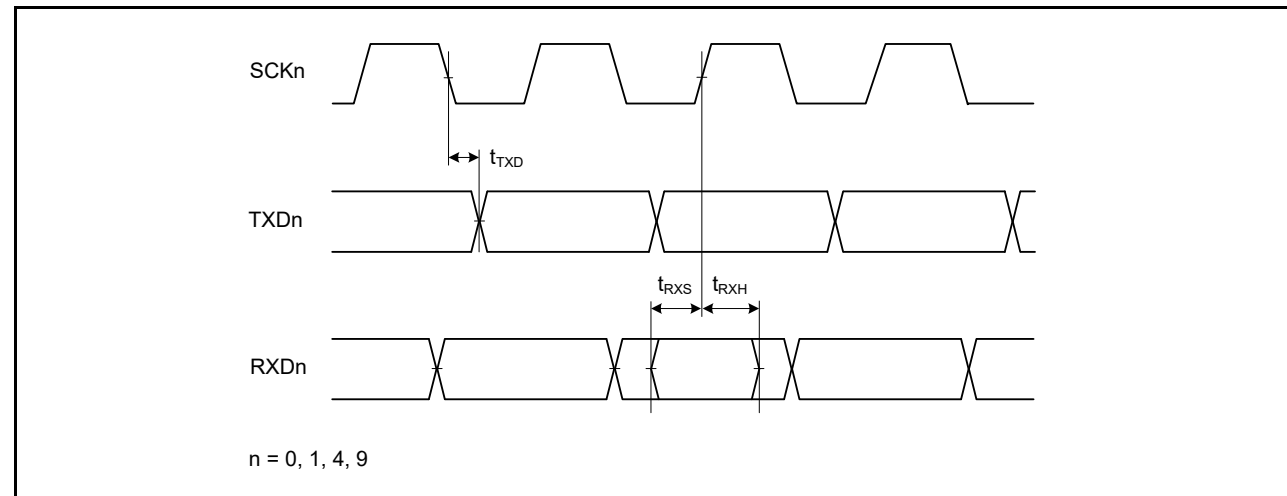 SCKn
tTXD
TXDn
tRXS tRXH
RXDn
n = 0, 1, 4, 9